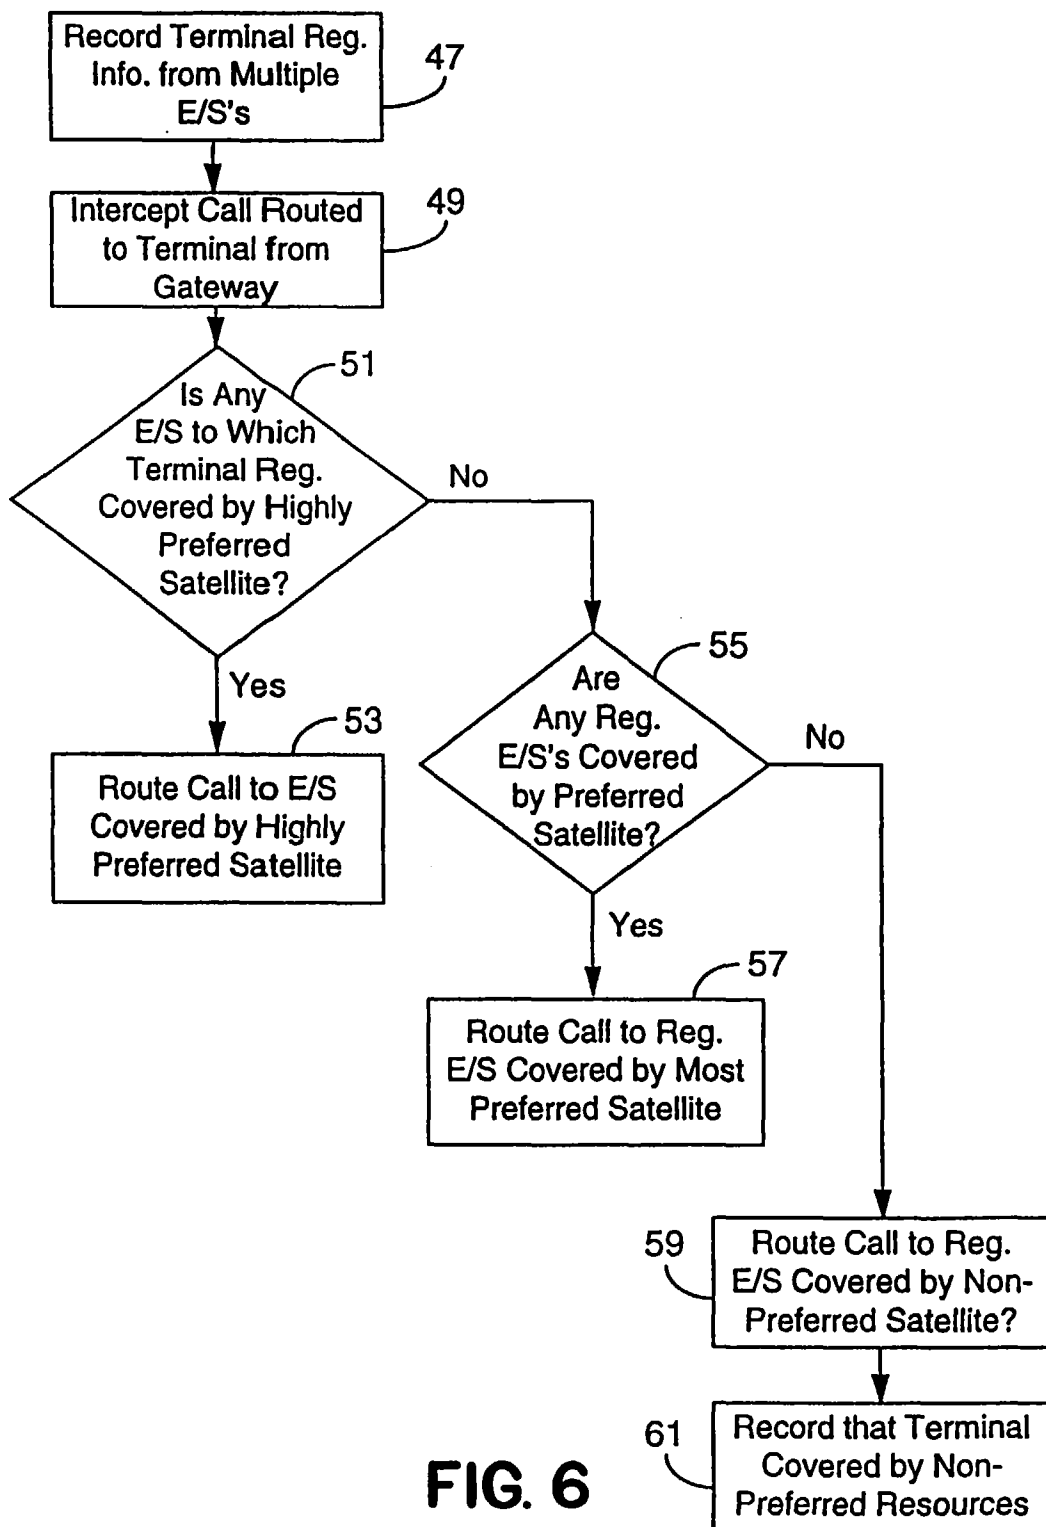 Record Terminal Reg.
Info. from Multiple
E/S's
47
Intercept Call Routed
to Terminal from
Gateway
49
51
Is Any
E/S to Which
Terminal Reg.
Covered by Highly
Preferred
Satellite?
No
Yes
53
Route Call to E/S
Covered by Highly
Preferred Satellite
55
Are
Any Reg.
E/S's Covered
by Preferred
Satellite?
No
Yes
57
Route Call to Reg.
E/S Covered by Most
Preferred Satellite
59
Route Call to Reg.
E/S Covered by Non-
Preferred Satellite?
61
Record that Terminal
Covered by Non-
Preferred Resources
FIG. 6